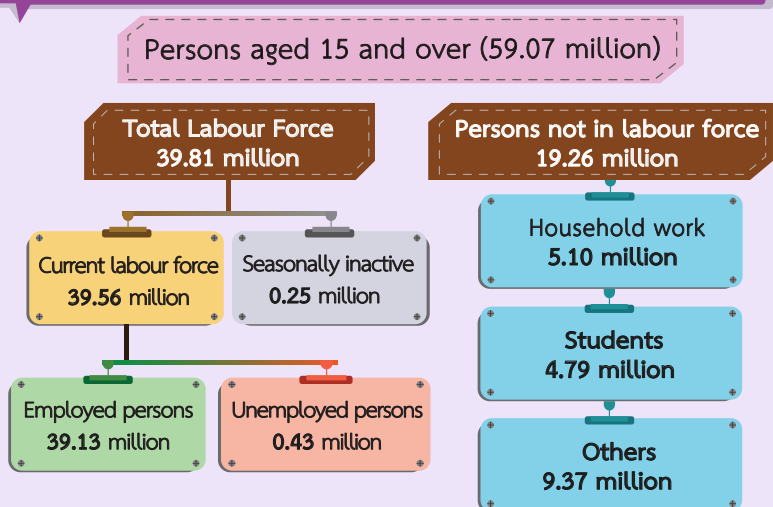 Persons aged 15 and over (59.07 million)
Total Labour Force
39.81 million
Persons not in labour force
19.26 million
Current labour force
39.56 million
Seasonally inactive
0.25 million
Household work
5.10 million
Students
4.79 million
Employed persons
39.13 million
Unemployed persons
0.43 million
Others
9.37 million